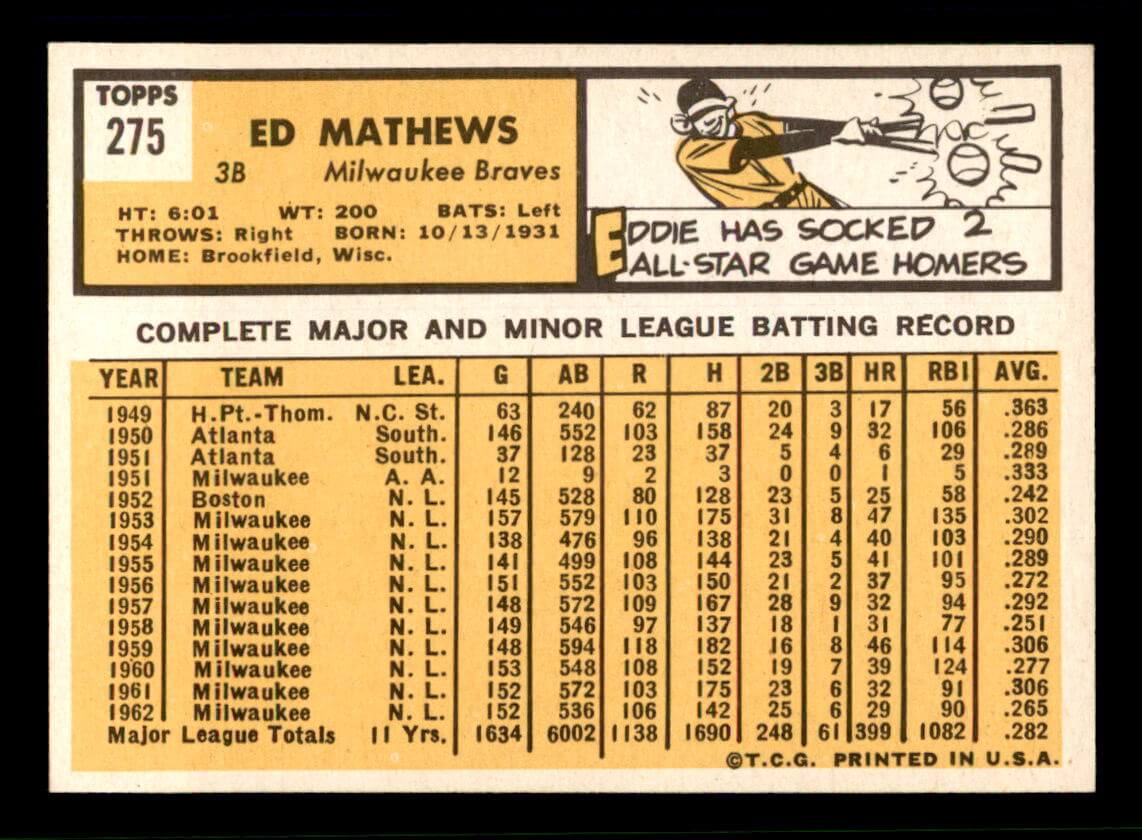 TOPPS
275
ED MATHEWS
3B Milwaukee Braves
HT: 6:01 WT: 200 BATS: Left
THROWS: Right BORN: 10/13/1931
HOME: Brookfield, Wisc.
EDDIE HAS SOCKED 2
ALL-STAR GAME HOMERS
COMPLETE MAJOR AND MINOR LEAGUE BATTING RECORD
YEAR TEAM LEA. G AB R H 2B 3B HR RBI AVG.
1949 H.Pt.-Thom. N.C. St. 63 240 62 87 20 3 17 56 .363
1950 Atlanta South. 146 552 103 158 24 9 32 106 .286
1951 Atlanta South. 37 128 23 37 5 4 6 29 .289
1951 Milwaukee A. A. 12 9 2 3 0 0 1 5 .333
1952 Boston N. L. 145 528 80 128 23 5 25 58 .242
1953 Milwaukee N. L. 157 579 110 175 31 8 47 135 .302
1954 Milwaukee N. L. 138 476 96 138 21 4 40 103 .290
1955 Milwaukee N. L. 141 499 108 144 23 5 41 101 .289
1956 Milwaukee N. L. 151 552 103 150 21 2 37 95 .272
1957 Milwaukee N. L. 148 572 109 167 28 9 32 94 .292
1958 Milwaukee N. L. 149 546 97 137 18 1 31 77 .251
1959 Milwaukee N. L. 148 594 118 182 16 8 46 114 .306
1960 Milwaukee N. L. 153 548 108 152 19 7 39 124 .277
1961 Milwaukee N. L. 152 572 103 175 23 6 32 91 .306
1962 Milwaukee N. L. 152 536 106 142 25 6 29 90 .265
Major League Totals 11 Yrs. 1634 6002 1138 1690 248 61 399 1082 .282
©T.C.G. PRINTED IN U.S.A.